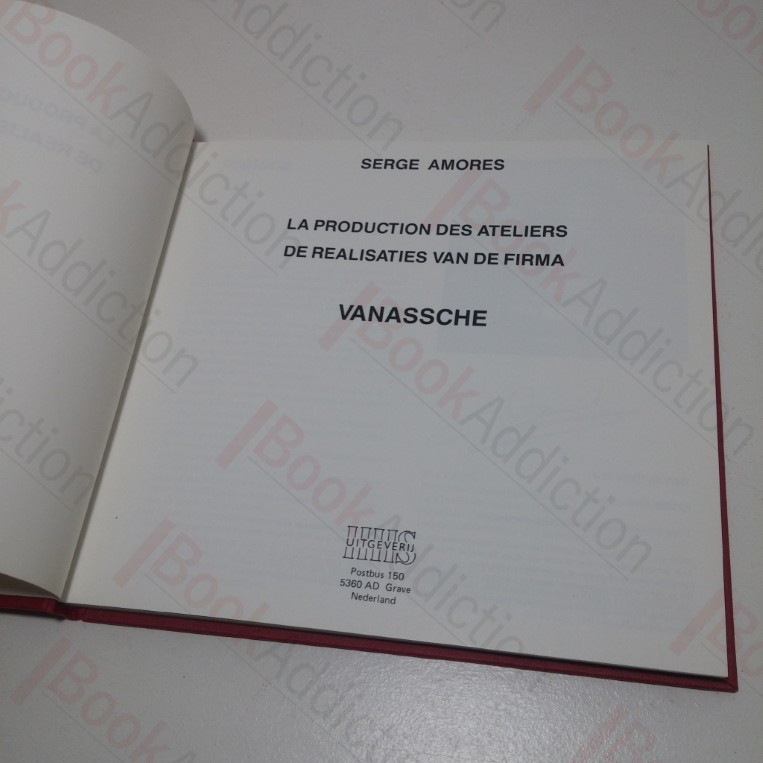 SERGE AMORES
LA PRODUCTION DES ATELIERS
DE REALISATIES VAN DE FIRMA
VANASSCHE
UITGEVERIJ
Postbus 150
5360 AD Grave
Nederland
BookAddiction